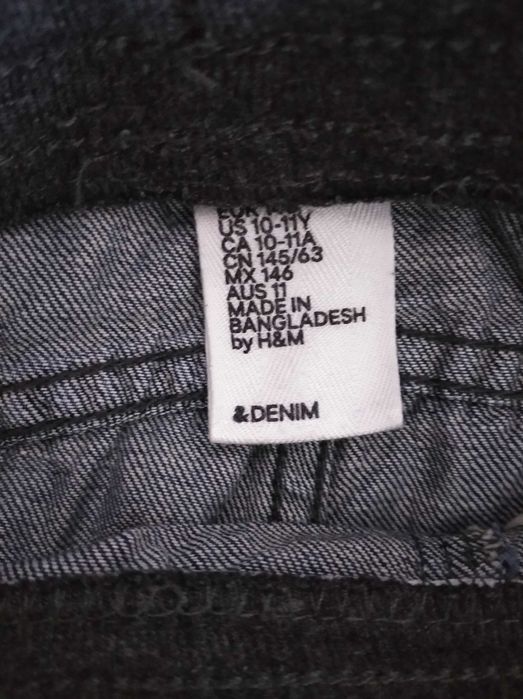 US 10-11Y
CA 10-11A
CN 145/63
MX 146
AUS 11
MADE IN
BANGLADESH
by H&M
&DENIM